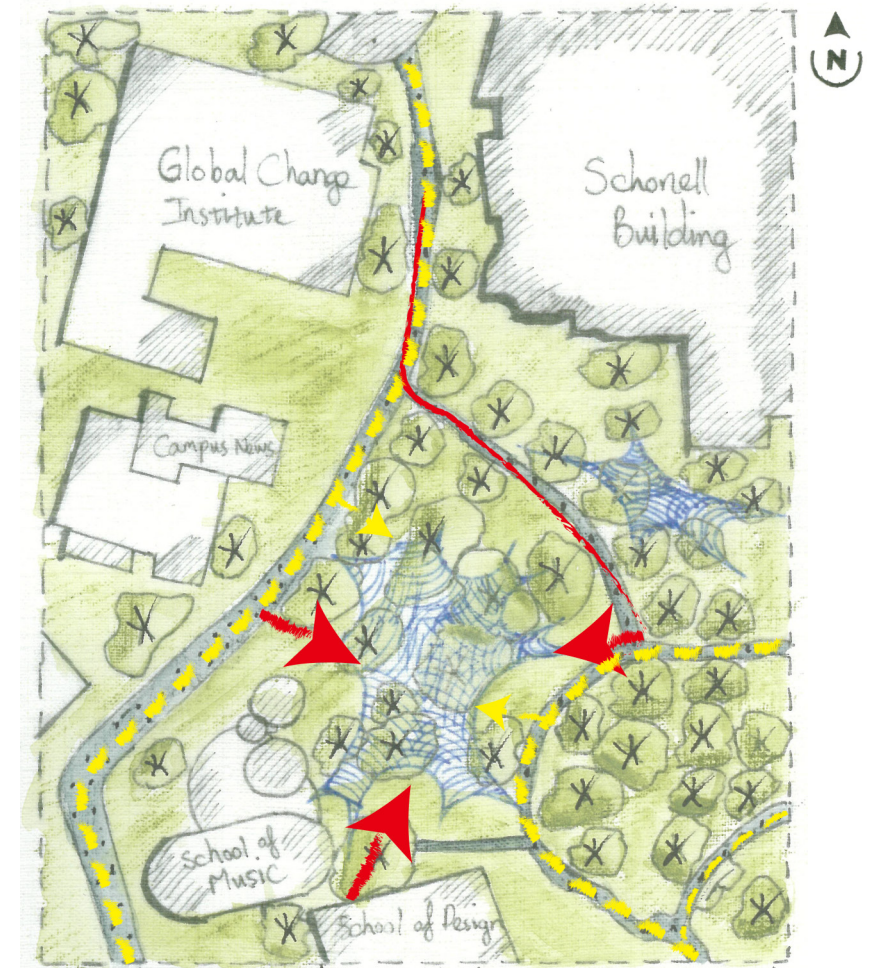 N
Global Change
Institute
Schonell
Building
Campus News
School of
Music
School of Design